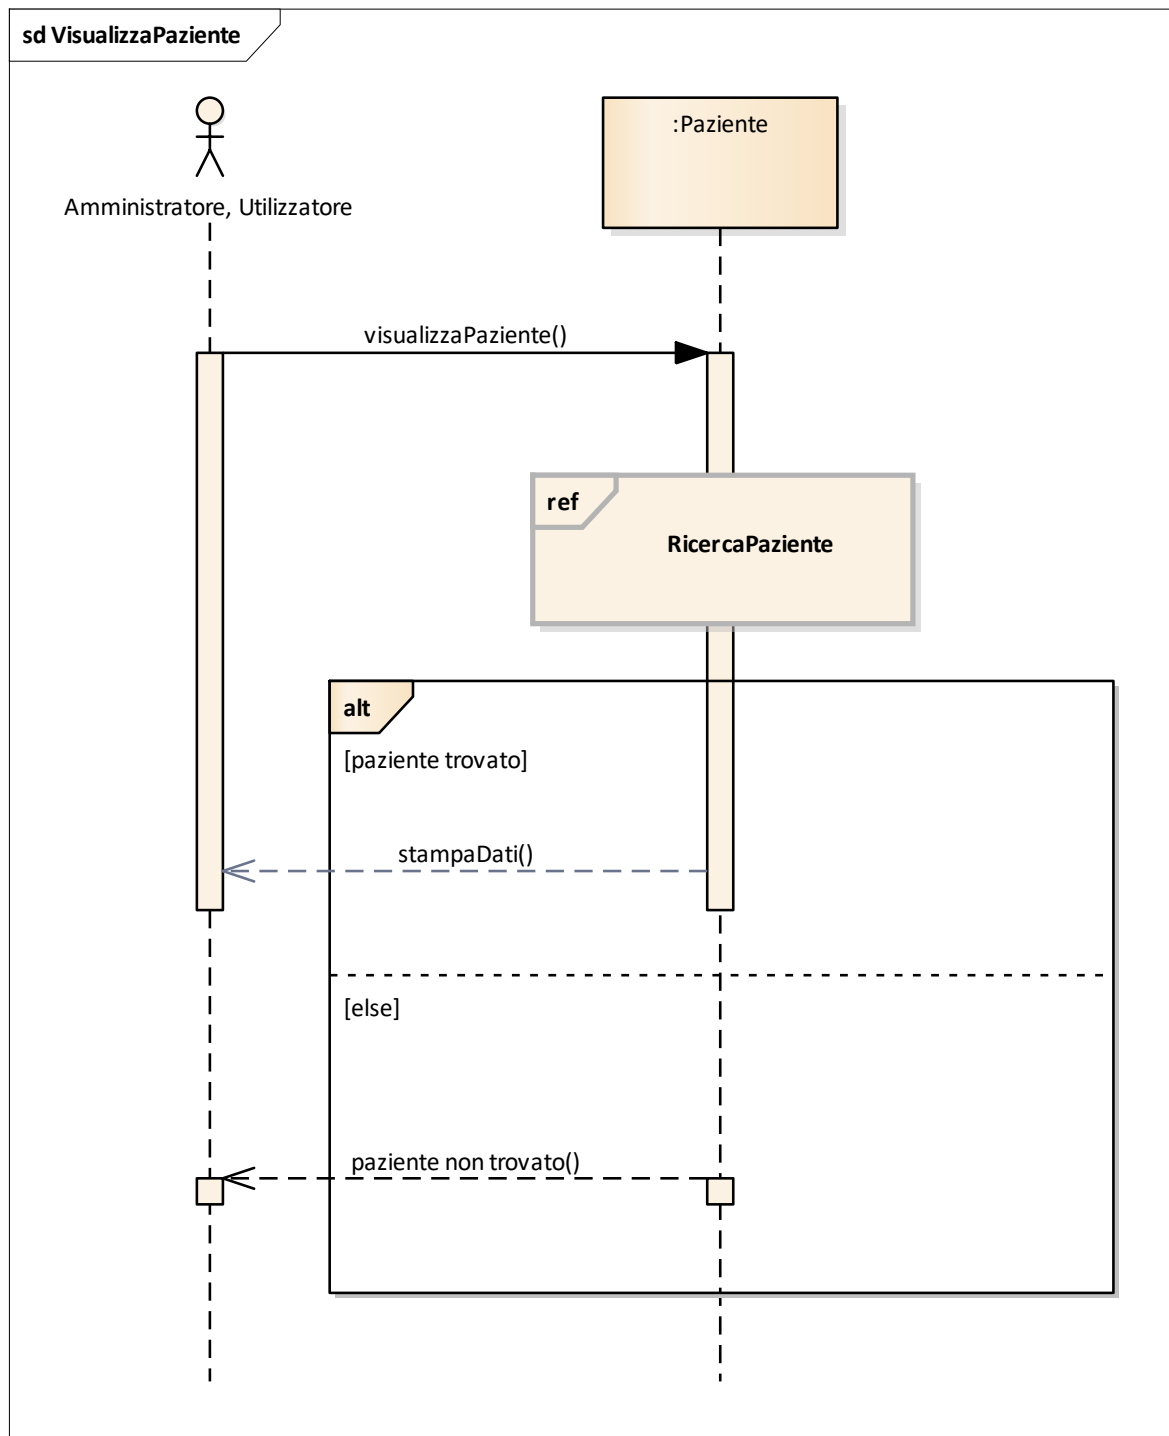 sd VisualizzaPaziente
:Paziente
Amministratore, Utilizzatore
visualizzaPaziente()
ref
RicercaPaziente
alt
[paziente trovato]
stampaDati()
[else]
paziente non trovato()